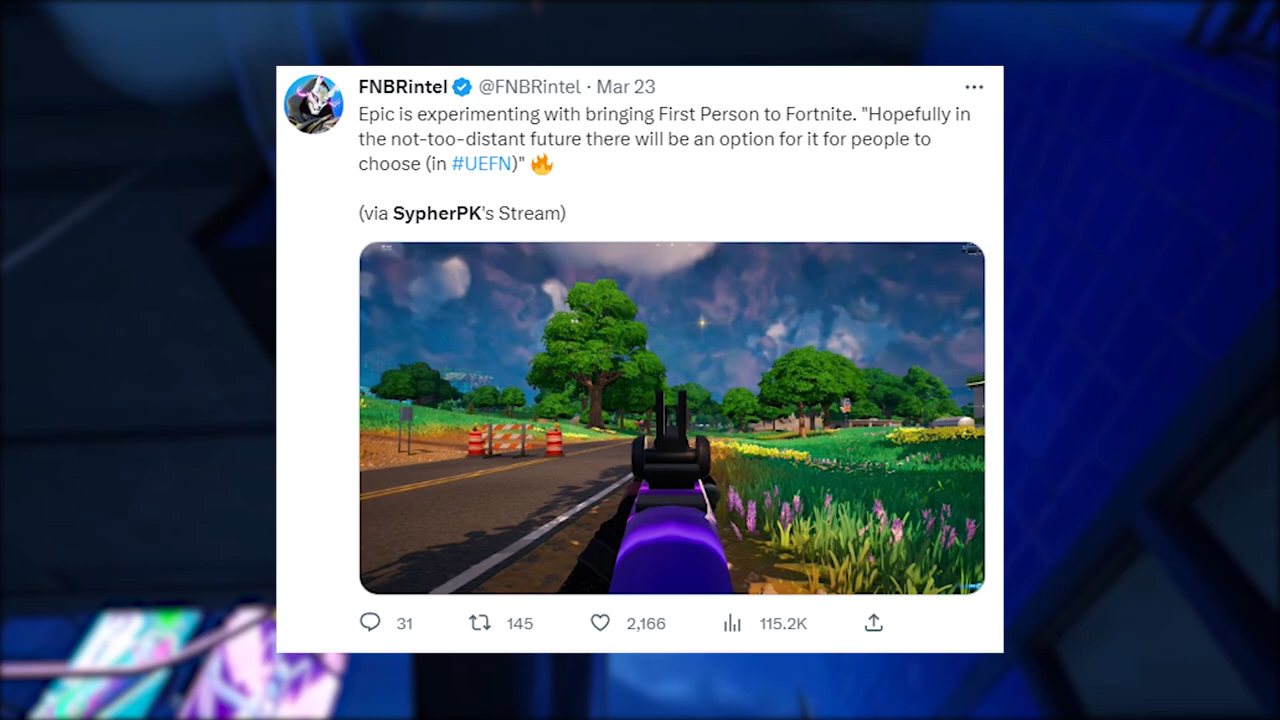 FNBRintel @FNBRintel · Mar 23
Epic is experimenting with bringing First Person to Fortnite. "Hopefully in
the not-too-distant future there will be an option for it for people to
choose (in #UEFN)" 🔥
(via SypherPK's Stream)
31 145 2,166 115.2K